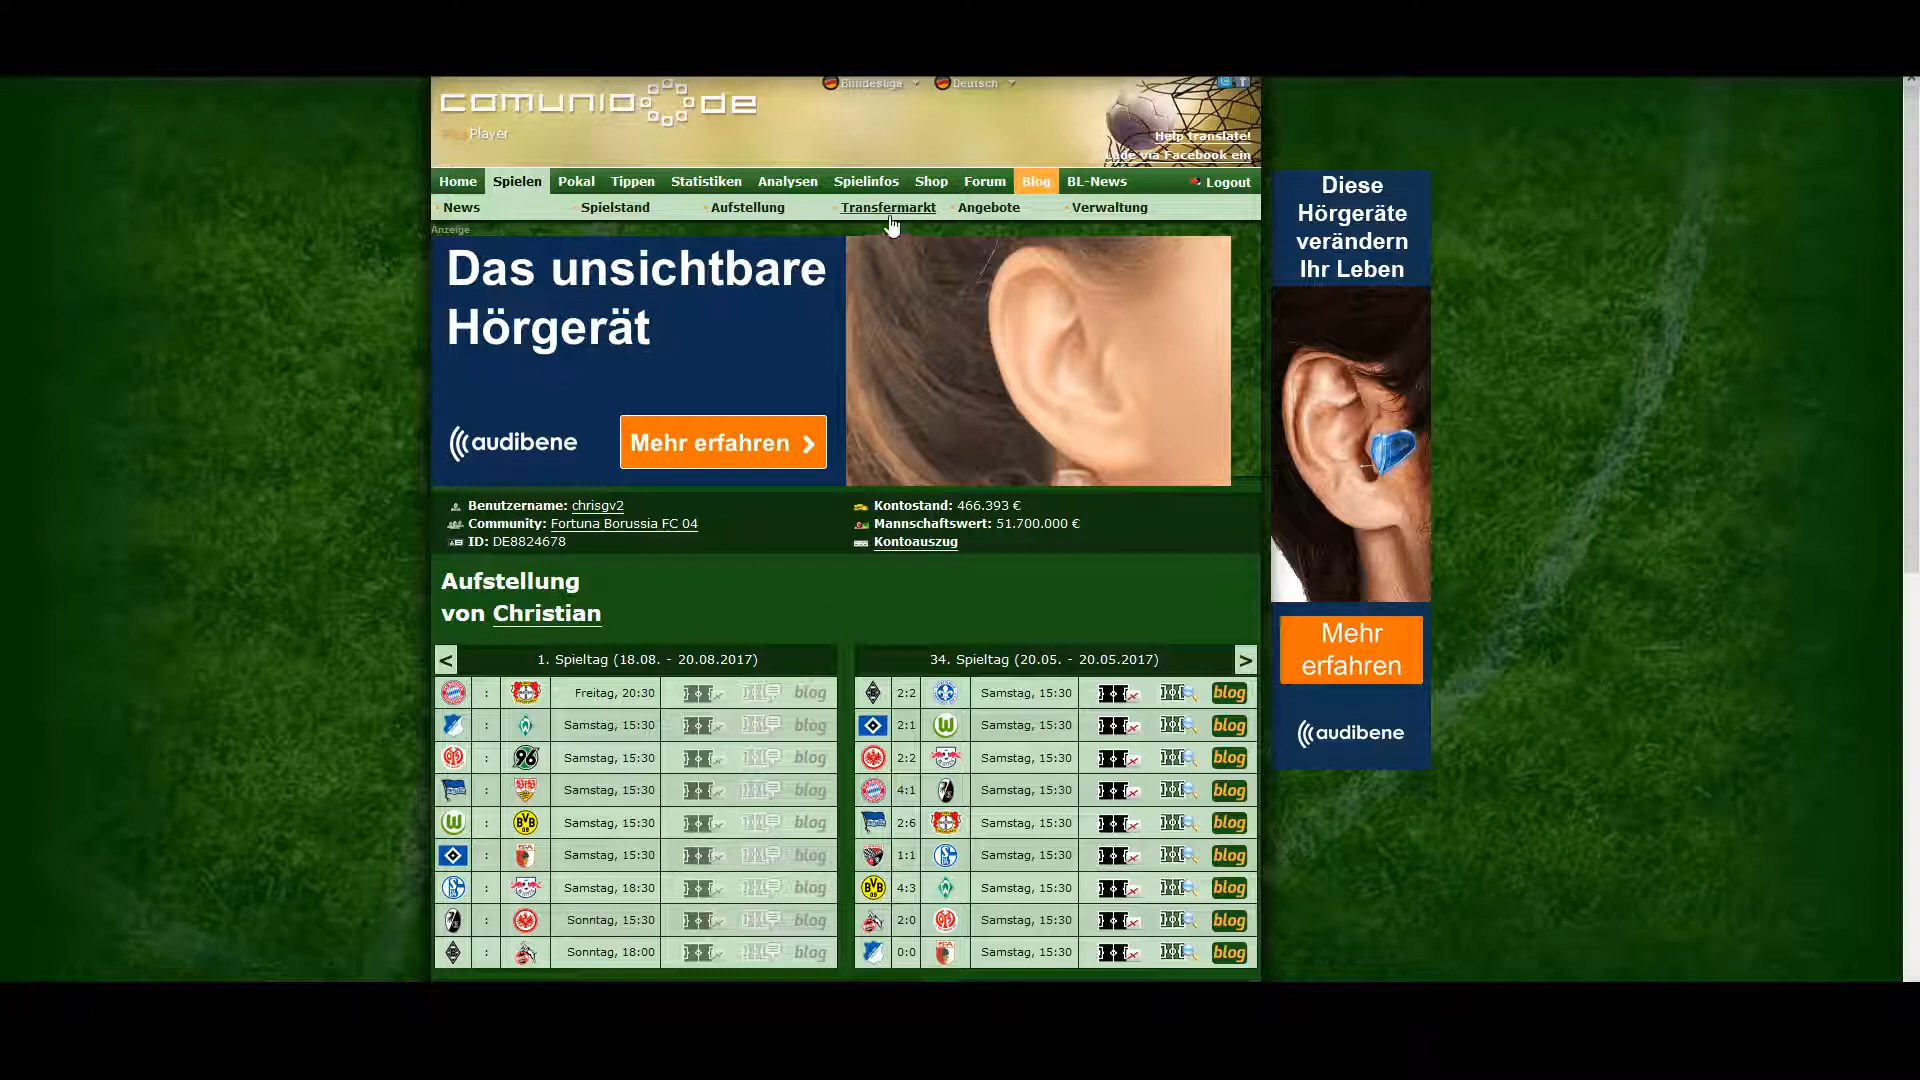 Bundesliga Deutsch
comunio.de
PlusPlayer
Help translate!
Lade via Facebook ein
Home Spielen Pokal Tippen Statistiken Analysen Spielinfos Shop Forum Blog BL-News Logout
News Spielstand Aufstellung Transfermarkt Angebote Verwaltung
Anzeige
Das unsichtbare
Hörgerät
audibene
Mehr erfahren
Diese
Hörgeräte
verändern
Ihr Leben
Mehr
erfahren
audibene
Benutzername: chrisgv2
Community: Fortuna Borussia FC 04
ID: DE8824678
Kontostand: 466.393 €
Mannschaftswert: 51.700.000 €
Kontoauszug
Aufstellung
von Christian
< 1. Spieltag (18.08. - 20.08.2017)
: Freitag, 20:30 blog
: Samstag, 15:30 blog
: Samstag, 15:30 blog
: Samstag, 15:30 blog
: Samstag, 15:30 blog
: Samstag, 15:30 blog
: Samstag, 18:30 blog
: Sonntag, 15:30 blog
: Sonntag, 18:00 blog
34. Spieltag (20.05. - 20.05.2017) >
2:2 Samstag, 15:30 blog
2:1 Samstag, 15:30 blog
2:2 Samstag, 15:30 blog
4:1 Samstag, 15:30 blog
2:6 Samstag, 15:30 blog
1:1 Samstag, 15:30 blog
4:3 Samstag, 15:30 blog
2:0 Samstag, 15:30 blog
0:0 Samstag, 15:30 blog